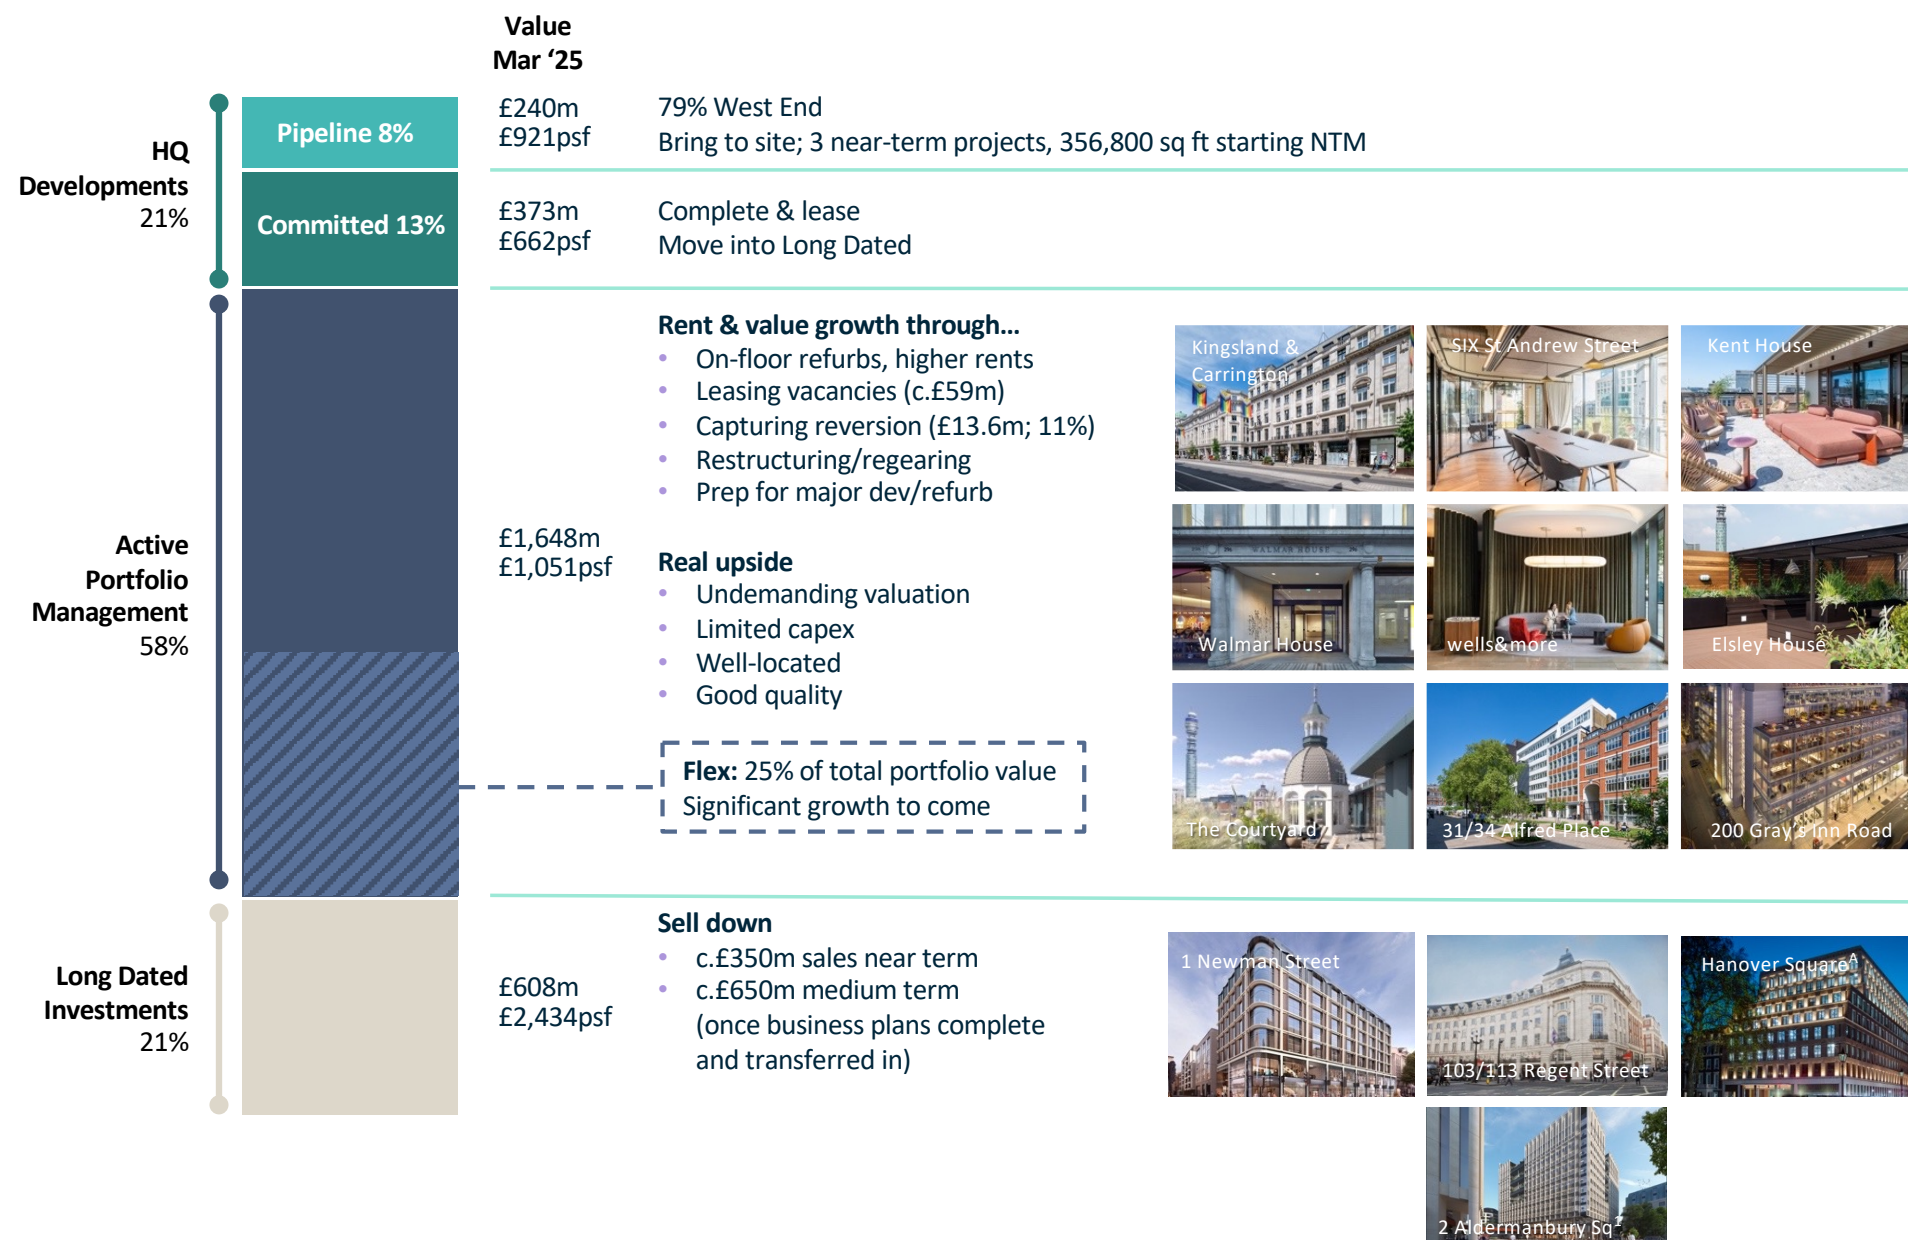 Value
Mar ‘25
HQ
Developments
21%
Pipeline 8%
£240m
£921psf
79% West End
Bring to site; 3 near-term projects, 356,800 sq ft starting NTM
Committed 13%
£373m
£662psf
Complete & lease
Move into Long Dated
Active
Portfolio
Management
58%
£1,648m
£1,051psf
Rent & value growth through...
• On-floor refurbs, higher rents
• Leasing vacancies (c.£59m)
• Capturing reversion (£13.6m; 11%)
• Restructuring/regearing
• Prep for major dev/refurb
Real upside
• Undemanding valuation
• Limited capex
• Well-located
• Good quality
Flex: 25% of total portfolio value
Significant growth to come
Kingsland &
Carrington
SIX St Andrew Street
Kent House
WALMAR HOUSE
Walmar House
wells&more
Elsley House
The Courtyard
31/34 Alfred Place
200 Gray’s Inn Road
Long Dated
Investments
21%
£608m
£2,434psf
Sell down
• c.£350m sales near term
• c.£650m medium term
(once business plans complete
and transferred in)
1 Newman Street
103/113 Regent Street
Hanover Square^
2 Aldermanbury Sq